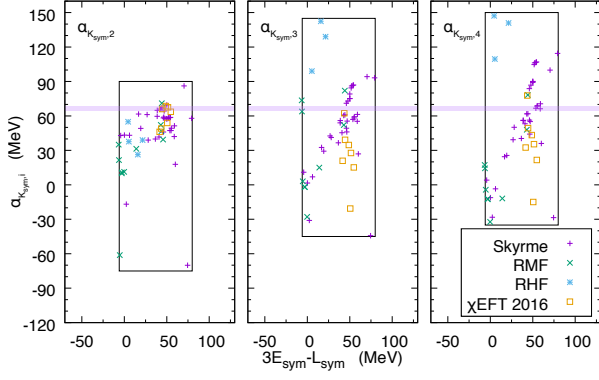 α_{K_{sym},2}
α_{K_{sym},3}
α_{K_{sym},4}
150
120
90
60
30
0
-30
-60
-90
-120
α_{K_{sym},i} (MeV)
Skyrme
RMF
RHF
χEFT 2016
-50 0 50 100
-50 0 50 100
-50 0 50 100
3E_{sym}-L_{sym} (MeV)